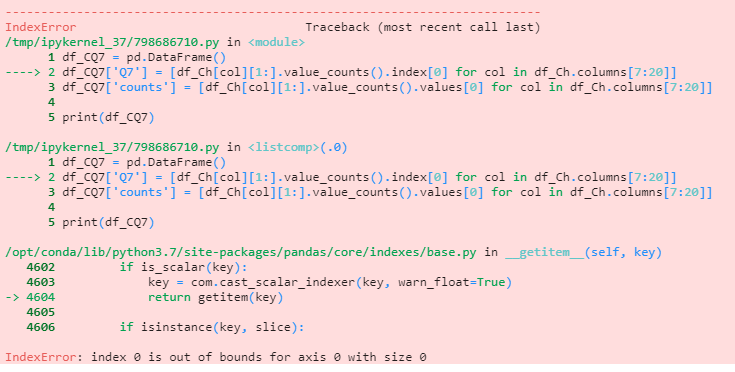 ---------------------------------------------------------------------------
IndexError                                Traceback (most recent call last)
/tmp/ipykernel_37/798686710.py in <module>
      1 df_CQ7 = pd.DataFrame()
----> 2 df_CQ7['Q7'] = [df_Ch[col][1:].value_counts().index[0] for col in df_Ch.columns[7:20]]
      3 df_CQ7['counts'] = [df_Ch[col][1:].value_counts().values[0] for col in df_Ch.columns[7:20]]
      4
      5 print(df_CQ7)
/tmp/ipykernel_37/798686710.py in <listcomp>(.0)
      1 df_CQ7 = pd.DataFrame()
----> 2 df_CQ7['Q7'] = [df_Ch[col][1:].value_counts().index[0] for col in df_Ch.columns[7:20]]
      3 df_CQ7['counts'] = [df_Ch[col][1:].value_counts().values[0] for col in df_Ch.columns[7:20]]
      4
      5 print(df_CQ7)
/opt/conda/lib/python3.7/site-packages/pandas/core/indexes/base.py in __getitem__(self, key)
   4602         if is_scalar(key):
   4603             key = com.cast_scalar_indexer(key, warn_float=True)
-> 4604             return getitem(key)
   4605
   4606         if isinstance(key, slice):
IndexError: index 0 is out of bounds for axis 0 with size 0